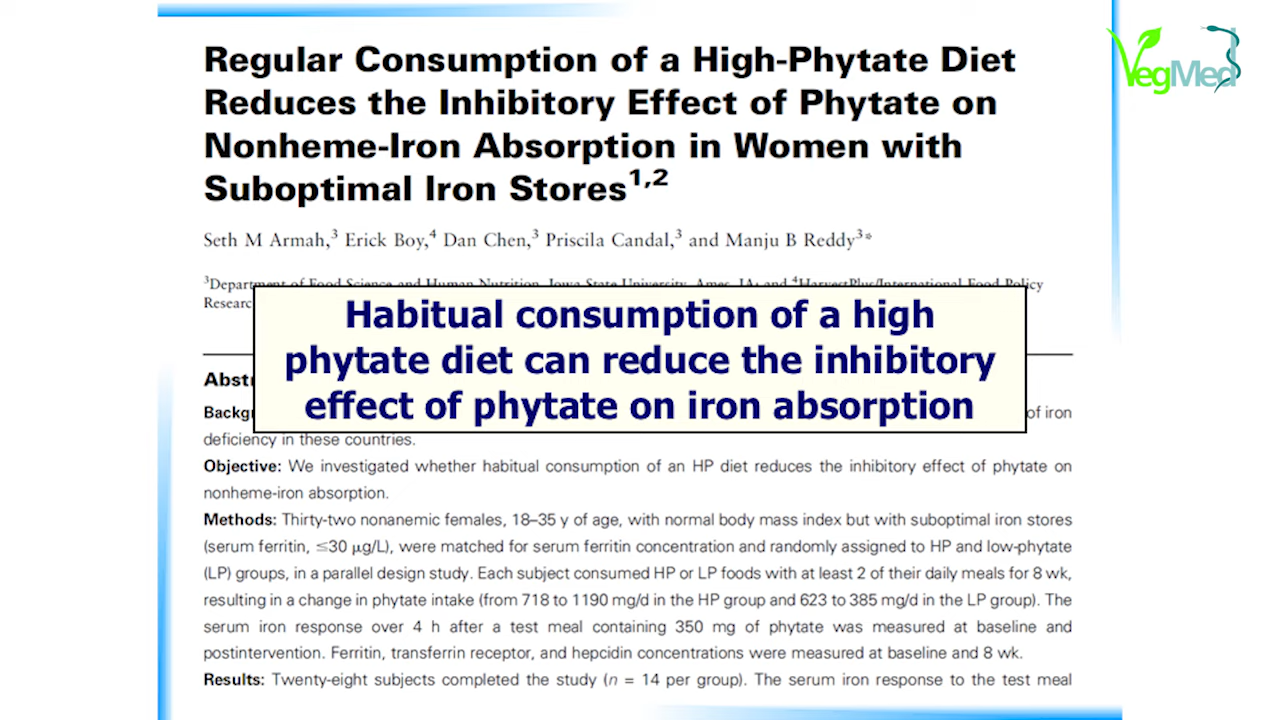 Regular Consumption of a High-Phytate Diet
Reduces the Inhibitory Effect of Phytate on
Nonheme-Iron Absorption in Women with
Suboptimal Iron Stores1,2
VegMed
Seth M Armah,3 Erick Boy,4 Dan Chen,3 Priscila Candal,3 and Manju B Reddy3*
3Department of Food Science and Human Nutrition, Iowa State University, Ames, IA; and 4HarvestPlus/International Food Policy
Habitual consumption of a high
phytate diet can reduce the inhibitory
effect of phytate on iron absorption
of iron
deficiency in these countries.
Objective: We investigated whether habitual consumption of an HP diet reduces the inhibitory effect of phytate on
nonheme-iron absorption.
Methods: Thirty-two nonanemic females, 18–35 y of age, with normal body mass index but with suboptimal iron stores
(serum ferritin, ≤30 μg/L), were matched for serum ferritin concentration and randomly assigned to HP and low-phytate
(LP) groups, in a parallel design study. Each subject consumed HP or LP foods with at least 2 of their daily meals for 8 wk,
resulting in a change in phytate intake (from 718 to 1190 mg/d in the HP group and 623 to 385 mg/d in the LP group). The
serum iron response over 4 h after a test meal containing 350 mg of phytate was measured at baseline and
postintervention. Ferritin, transferrin receptor, and hepcidin concentrations were measured at baseline and 8 wk.
Results: Twenty-eight subjects completed the study (n = 14 per group). The serum iron response to the test meal